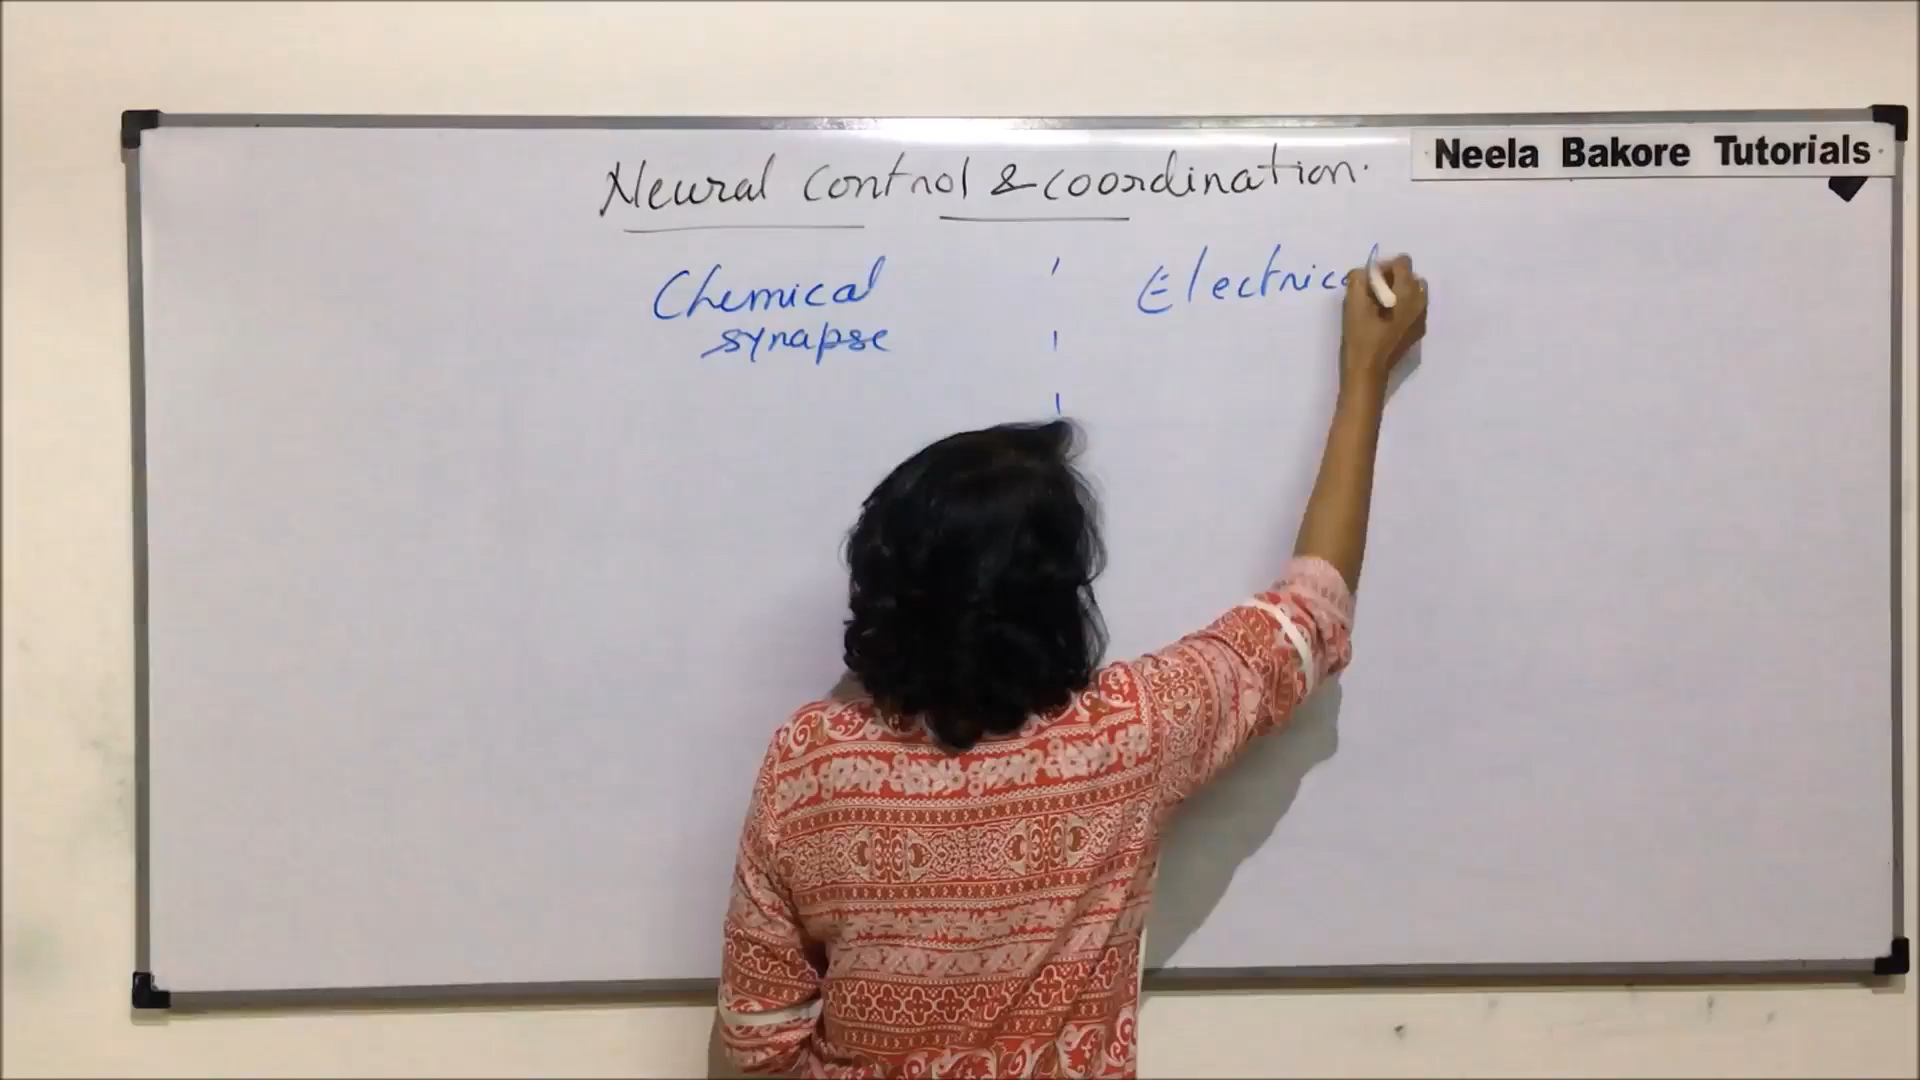 Neela Bakore Tutorials
Neural control & coordination.
Chemical
synapse
Electrical